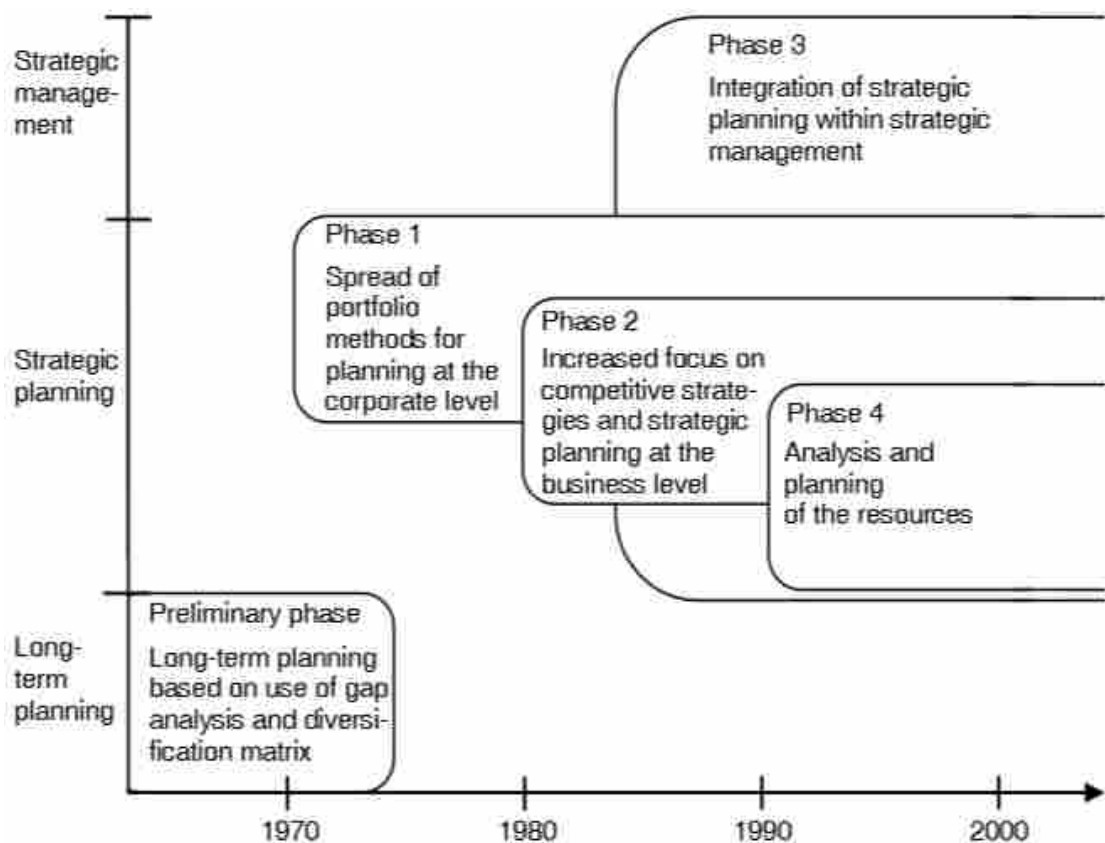 Strategic
manage-
ment
Phase 3
Integration of strategic
planning within strategic
management
Strategic
planning
Phase 1
Spread of
portfolio
methods for
planning at the
corporate level
Phase 2
Increased focus on
competitive strate-
gies and strategic
planning at the
business level
Phase 4
Analysis and
planning
of the resources
Long-
term
planning
Preliminary phase
Long-term planning
based on use of gap
analysis and diversi-
fication matrix
1970
1980
1990
2000